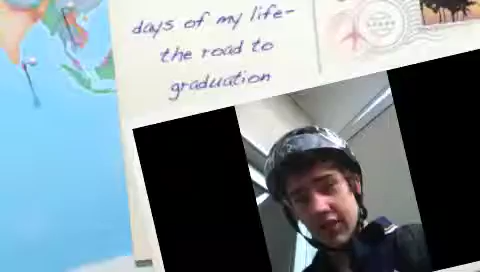 days of my life-
the road to
graduation